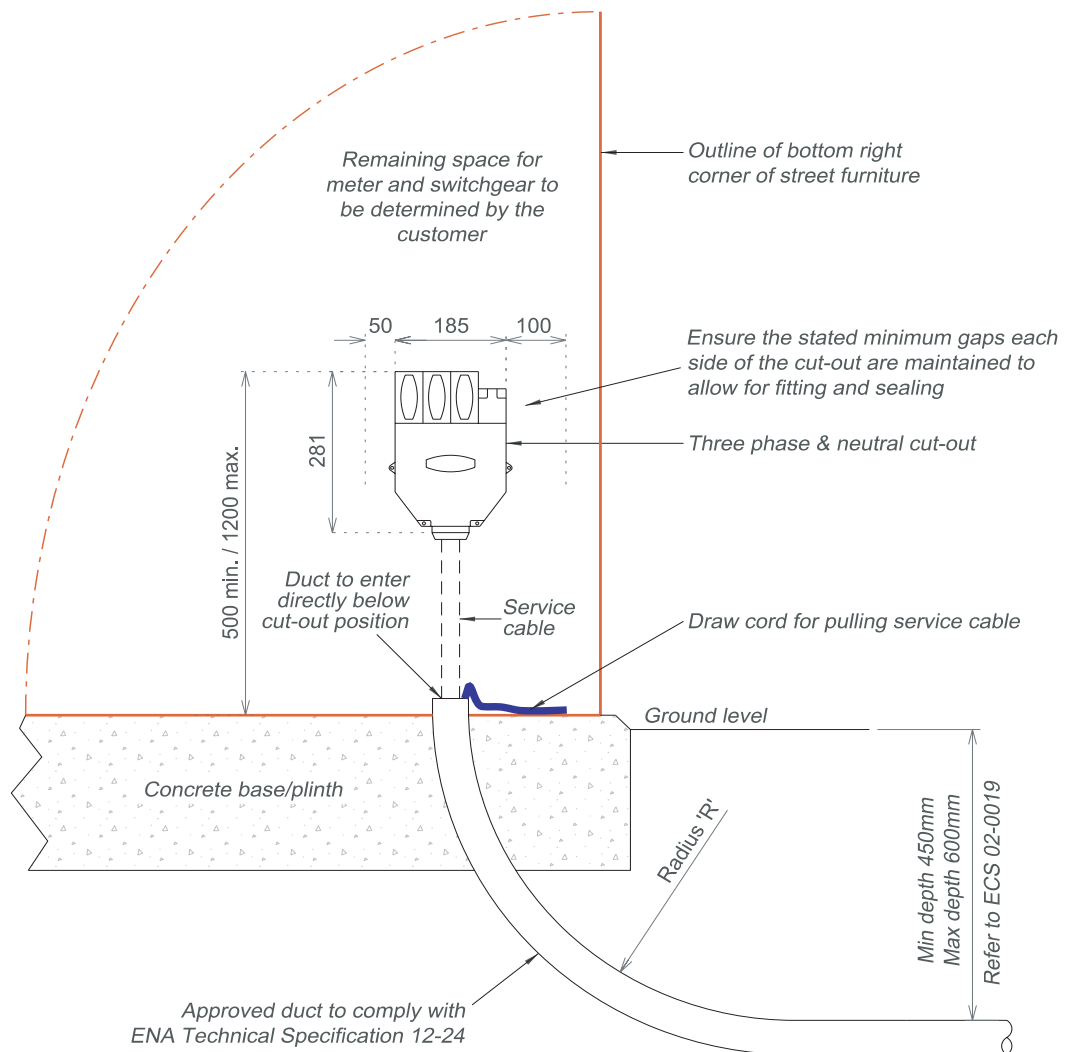 Remaining space for
meter and switchgear to
be determined by the
customer
Outline of bottom right
corner of street furniture
50
185
100
Ensure the stated minimum gaps each
side of the cut-out are maintained to
allow for fitting and sealing
Three phase & neutral cut-out
281
500 min. / 1200 max.
Duct to enter
directly below
cut-out position
Service
cable
Draw cord for pulling service cable
Ground level
Concrete base/plinth
Radius 'R'
Min depth 450mm
Max depth 600mm
Refer to ECS 02-0019
Approved duct to comply with
ENA Technical Specification 12-24